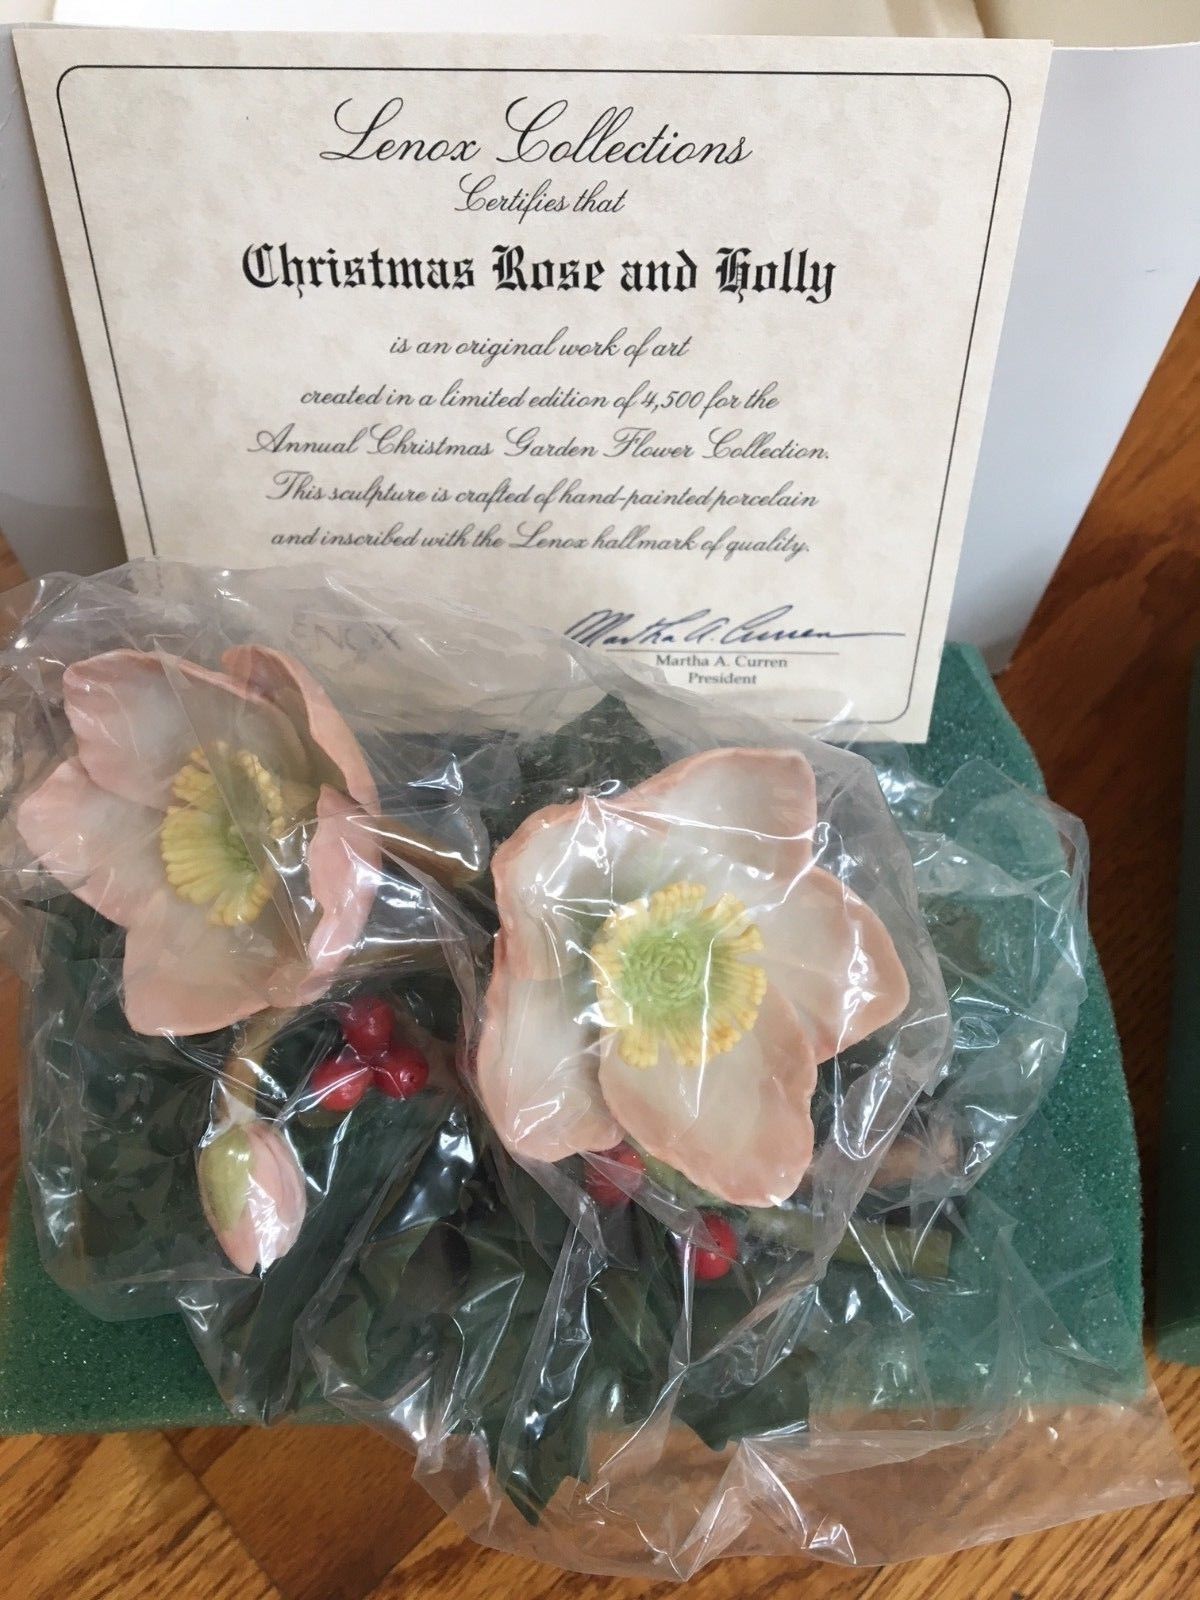 Lenox Collections
Certifies that
Christmas Rose and Holly
is an original work of art
created in a limited edition of 4,500 for the
Annual Christmas Garden Flower Collection.
This sculpture is crafted of hand-painted porcelain
and inscribed with the Lenox hallmark of quality.
Martha A. Curren
Martha A. Curren
President